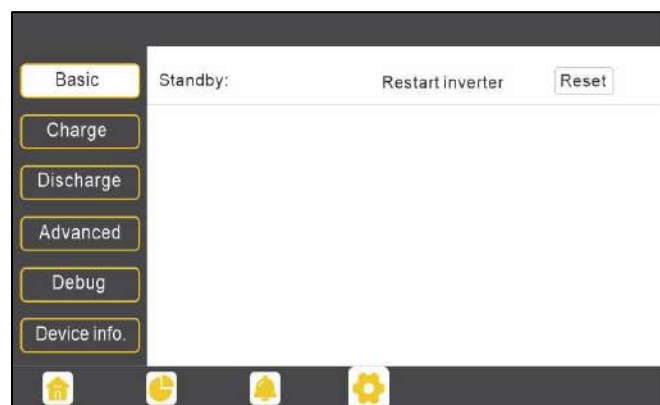 Basic
Standby: Restart inverter Reset
Charge
Discharge
Advanced
Debug
Device info.